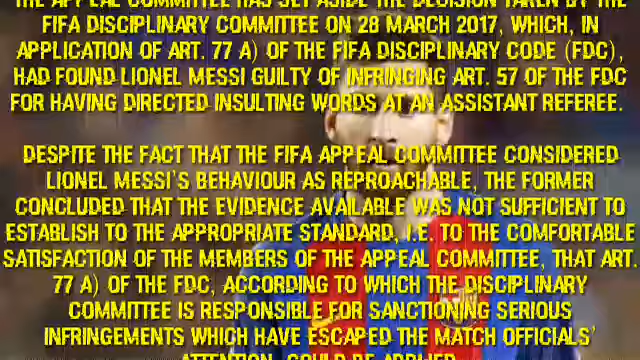 THE APPEAL COMMITTEE HAS SET ASIDE THE DECISION TAKEN BY THE
FIFA DISCIPLINARY COMMITTEE ON 28 MARCH 2017, WHICH, IN
APPLICATION OF ART. 77 A) OF THE FIFA DISCIPLINARY CODE (FDC),
HAD FOUND LIONEL MESSI GUILTY OF INFRINGING ART. 57 OF THE FDC
FOR HAVING DIRECTED INSULTING WORDS AT AN ASSISTANT REFEREE.
DESPITE THE FACT THAT THE FIFA APPEAL COMMITTEE CONSIDERED
LIONEL MESSI'S BEHAVIOUR AS REPROACHABLE, THE FORMER
CONCLUDED THAT THE EVIDENCE AVAILABLE WAS NOT SUFFICIENT TO
ESTABLISH TO THE APPROPRIATE STANDARD, I.E. TO THE COMFORTABLE
SATISFACTION OF THE MEMBERS OF THE APPEAL COMMITTEE, THAT ART.
77 A) OF THE FDC, ACCORDING TO WHICH THE DISCIPLINARY
COMMITTEE IS RESPONSIBLE FOR SANCTIONING SERIOUS
INFRINGEMENTS WHICH HAVE ESCAPED THE MATCH OFFICIALS'
ATTENTION, COULD BE APPLIED